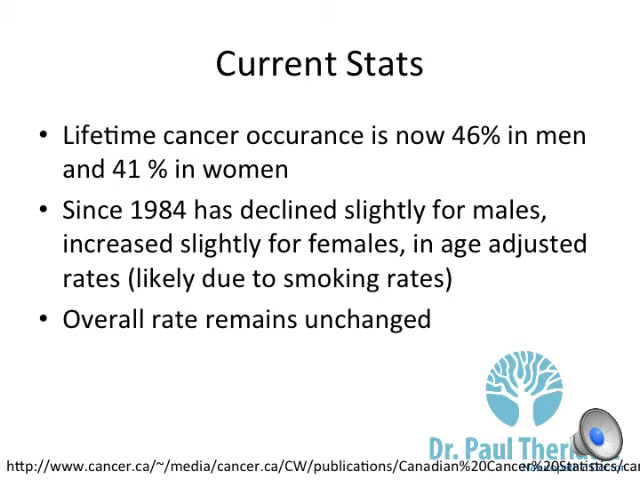 Current Stats
• Lifetime cancer occurance is now 46% in men
and 41 % in women
• Since 1984 has declined slightly for males,
increased slightly for females, in age adjusted
rates (likely due to smoking rates)
• Overall rate remains unchanged
Dr. Paul
http://www.cancer.ca/~/media/cancer.ca/CW/publications/Canadian%20Cancer%20Statistics/can